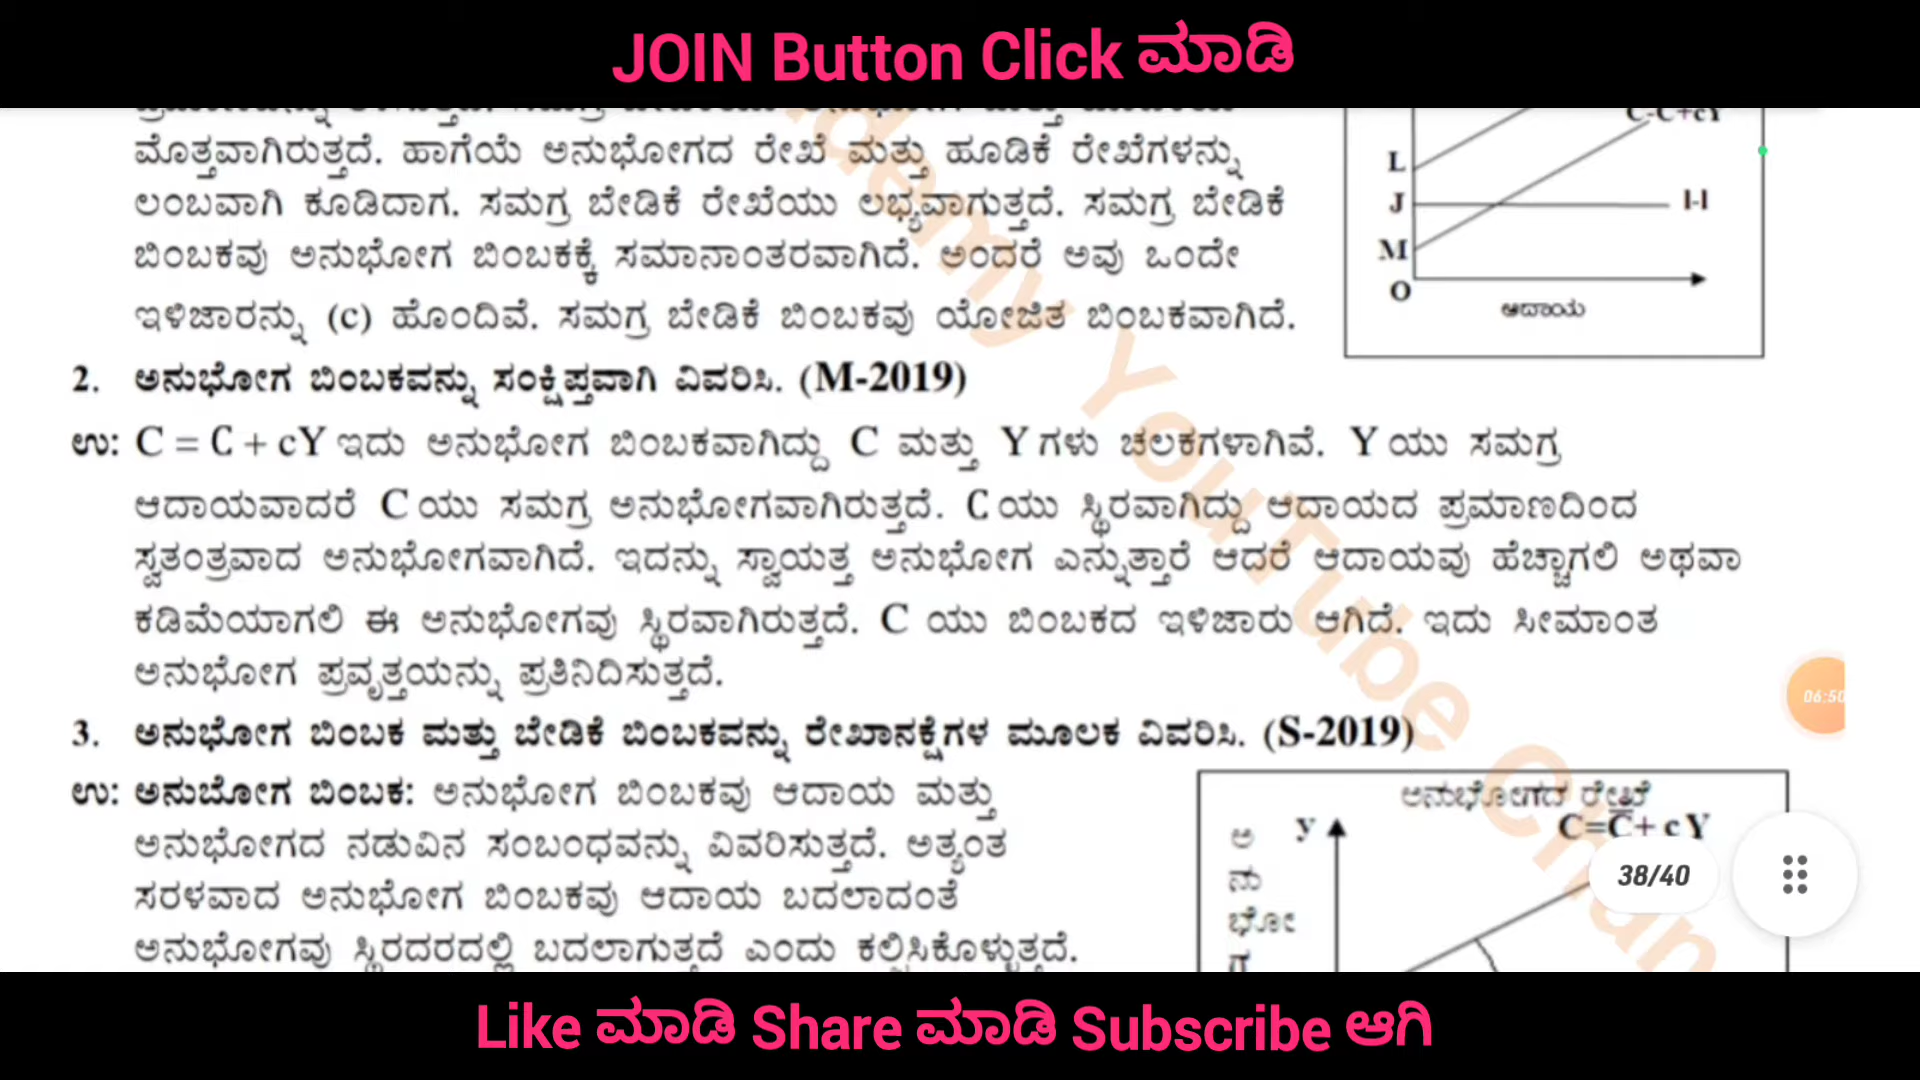 JOIN Button Click ಮಾಡಿ
ಮೊತ್ತವಾಗಿರುತ್ತದೆ. ಹಾಗೆಯೆ ಅನುಭೋಗದ ರೇಖೆ ಮತ್ತು ಹೂಡಿಕೆ ರೇಖೆಗಳನ್ನು
ಲಂಬವಾಗಿ ಕೂಡಿದಾಗ. ಸಮಗ್ರ ಬೇಡಿಕೆ ರೇಖೆಯು ಲಭ್ಯವಾಗುತ್ತದೆ. ಸಮಗ್ರ ಬೇಡಿಕೆ
ಬಿಂಬಕವು ಅನುಭೋಗ ಬಿಂಬಕಕ್ಕೆ ಸಮಾನಾಂತರವಾಗಿದೆ. ಅಂದರೆ ಅವು ಒಂದೇ
ಇಳಿಜಾರನ್ನು (c) ಹೊಂದಿವೆ. ಸಮಗ್ರ ಬೇಡಿಕೆ ಬಿಂಬಕವು ಯೋಜಿತ ಬಿಂಬಕವಾಗಿದೆ.
L
J
I-I
M
O
ಆದಾಯ
2. ಅನುಭೋಗ ಬಿಂಬಕವನ್ನು ಸಂಕ್ಷಿಪ್ತವಾಗಿ ವಿವರಿಸಿ. (M-2019)
ಉ: C = C + cY ಇದು ಅನುಭೋಗ ಬಿಂಬಕವಾಗಿದ್ದು C ಮತ್ತು Y ಗಳು ಚಲಕಗಳಾಗಿವೆ. Y ಯು ಸಮಗ್ರ
ಆದಾಯವಾದರೆ C ಯು ಸಮಗ್ರ ಅನುಭೋಗವಾಗಿರುತ್ತದೆ. C ಯು ಸ್ಥಿರವಾಗಿದ್ದು ಆದಾಯದ ಪ್ರಮಾಣದಿಂದ
ಸ್ವತಂತ್ರವಾದ ಅನುಭೋಗವಾಗಿದೆ. ಇದನ್ನು ಸ್ವಾಯತ್ತ ಅನುಭೋಗ ಎನ್ನುತ್ತಾರೆ ಆದರೆ ಆದಾಯವು ಹೆಚ್ಚಾಗಲಿ ಅಥವಾ
ಕಡಿಮೆಯಾಗಲಿ ಈ ಅನುಭೋಗವು ಸ್ಥಿರವಾಗಿರುತ್ತದೆ. C ಯು ಬಿಂಬಕದ ಇಳಿಜಾರು ಆಗಿದೆ. ಇದು ಸೀಮಾಂತ
ಅನುಭೋಗ ಪ್ರವೃತ್ತಯನ್ನು ಪ್ರತಿನಿದಿಸುತ್ತದೆ.
06:50
3. ಅನುಭೋಗ ಬಿಂಬಕ ಮತ್ತು ಬೇಡಿಕೆ ಬಿಂಬಕವನ್ನು ರೇಖಾನಕ್ಷೆಗಳ ಮೂಲಕ ವಿವರಿಸಿ. (S-2019)
ಉ: ಅನುಬೋಗ ಬಿಂಬಕ: ಅನುಭೋಗ ಬಿಂಬಕವು ಆದಾಯ ಮತ್ತು
ಅನುಭೋಗದ ನಡುವಿನ ಸಂಬಂಧವನ್ನು ವಿವರಿಸುತ್ತದೆ. ಅತ್ಯಂತ
ಸರಳವಾದ ಅನುಭೋಗ ಬಿಂಬಕವು ಆದಾಯ ಬದಲಾದಂತೆ
ಅನುಭೋಗವು ಸ್ಥಿರದರದಲ್ಲಿ ಬದಲಾಗುತ್ತದೆ ಎಂದು ಕಲ್ಪಿಸಿಕೊಳ್ಳುತ್ತದೆ.
ಅನುಭೋಗದ ರೇಖೆ
y
C=C̅+ cY
ಅ
ನು
ಭೋ
ಗ
38/40
demy YouTube Chan
Like ಮಾಡಿ Share ಮಾಡಿ Subscribe ಆಗಿ